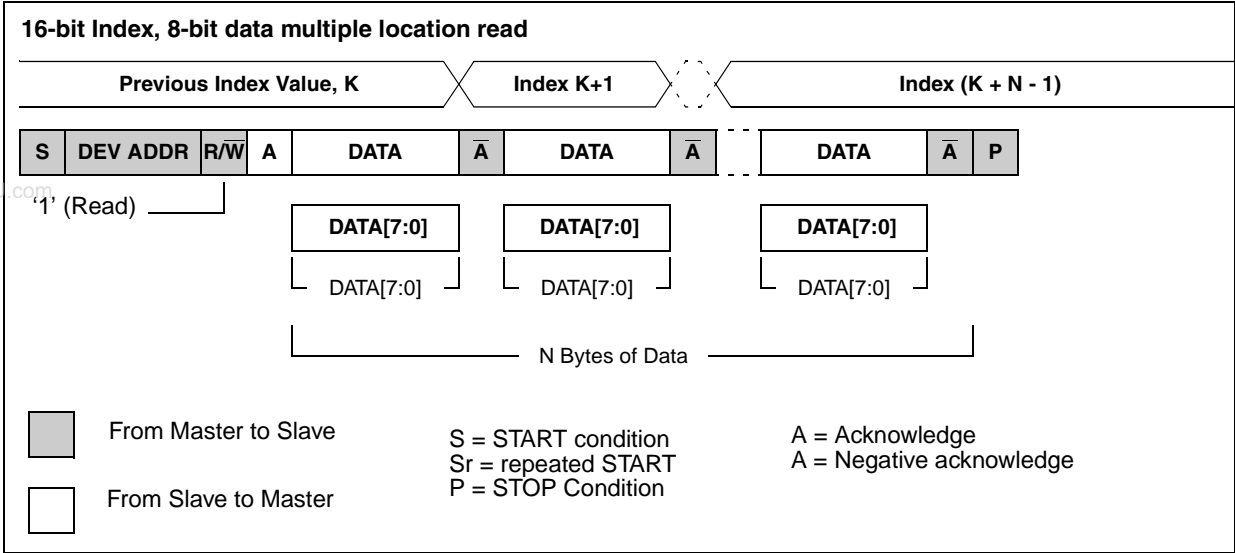 16-bit Index, 8-bit data multiple location read
Previous Index Value, K Index K+1 Index (K + N - 1)
S DEV ADDR R/W̅ A DATA A̅ DATA A̅ DATA A̅ P
.com
‘1’ (Read)
DATA[7:0] DATA[7:0] DATA[7:0]
DATA[7:0] DATA[7:0] DATA[7:0]
N Bytes of Data
From Master to Slave
From Slave to Master
S = START condition
Sr = repeated START
P = STOP Condition
A = Acknowledge
A = Negative acknowledge